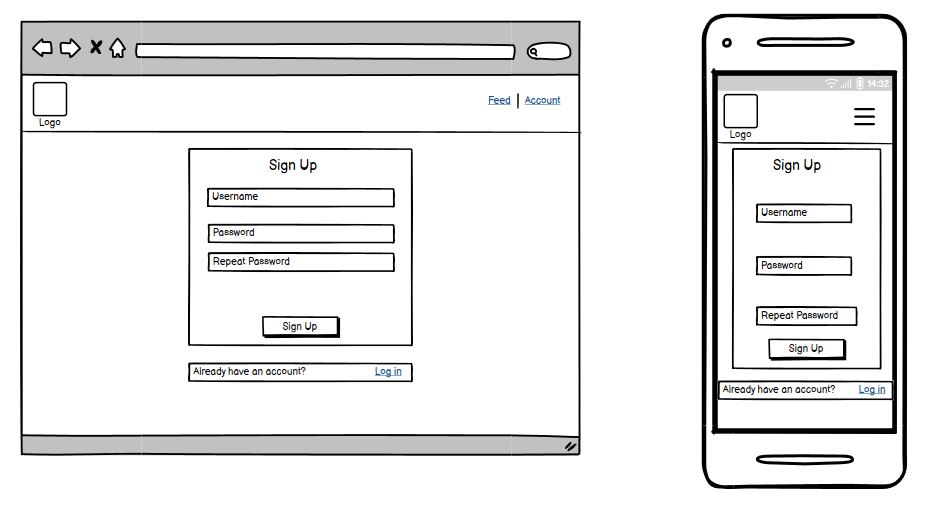 Logo
Feed | Account
Sign Up
Username
Password
Repeat Password
Sign Up
Already have an account? Log in
14:32
Logo
Sign Up
Username
Password
Repeat Password
Sign Up
Already have an account? Log in